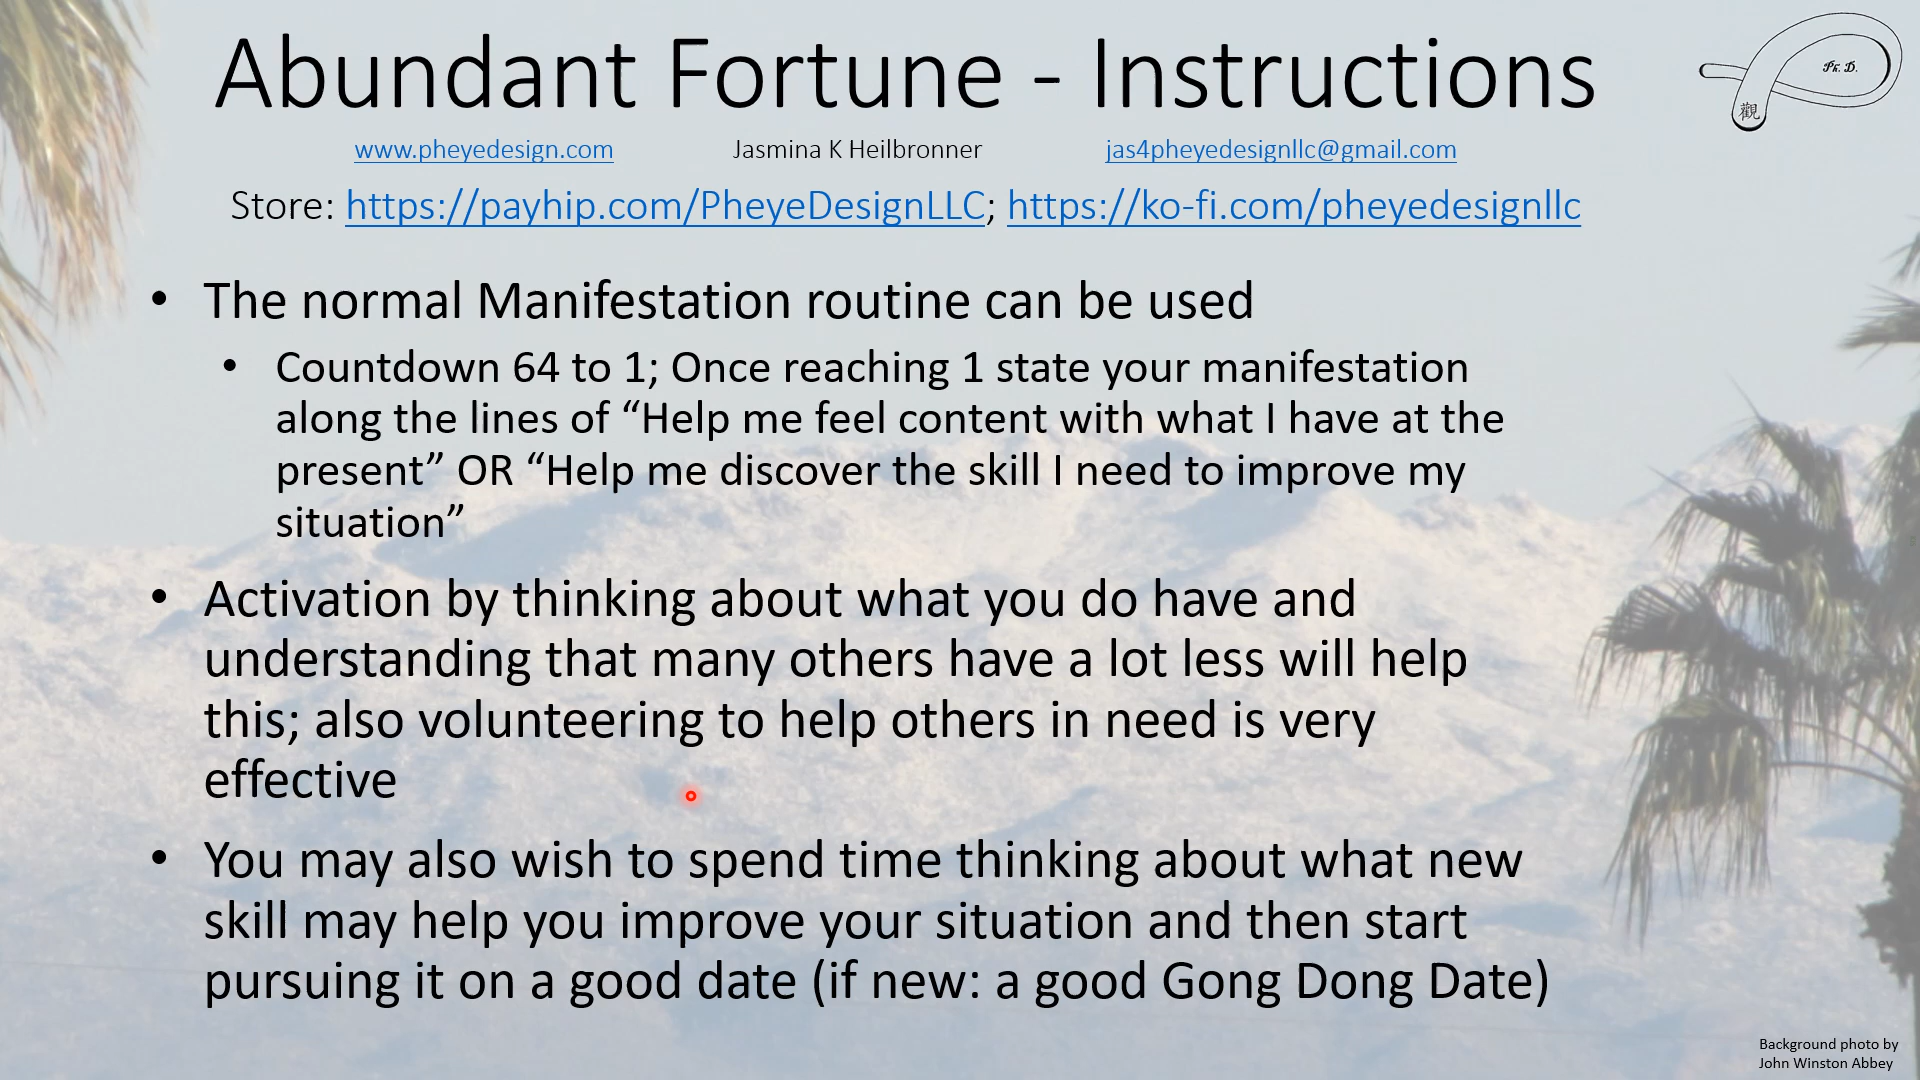 Abundant Fortune - Instructions
Ph. D.
觀
www.pheyedesign.com Jasmina K Heilbronner jas4pheyedesignllc@gmail.com
Store: https://payhip.com/PheyeDesignLLC; https://ko-fi.com/pheyedesignllc
• The normal Manifestation routine can be used
• Countdown 64 to 1; Once reaching 1 state your manifestation
along the lines of “Help me feel content with what I have at the
present” OR “Help me discover the skill I need to improve my
situation”
• Activation by thinking about what you do have and
understanding that many others have a lot less will help
this; also volunteering to help others in need is very
effective
• You may also wish to spend time thinking about what new
skill may help you improve your situation and then start
pursuing it on a good date (if new: a good Gong Dong Date)
Background photo by
John Winston Abbey